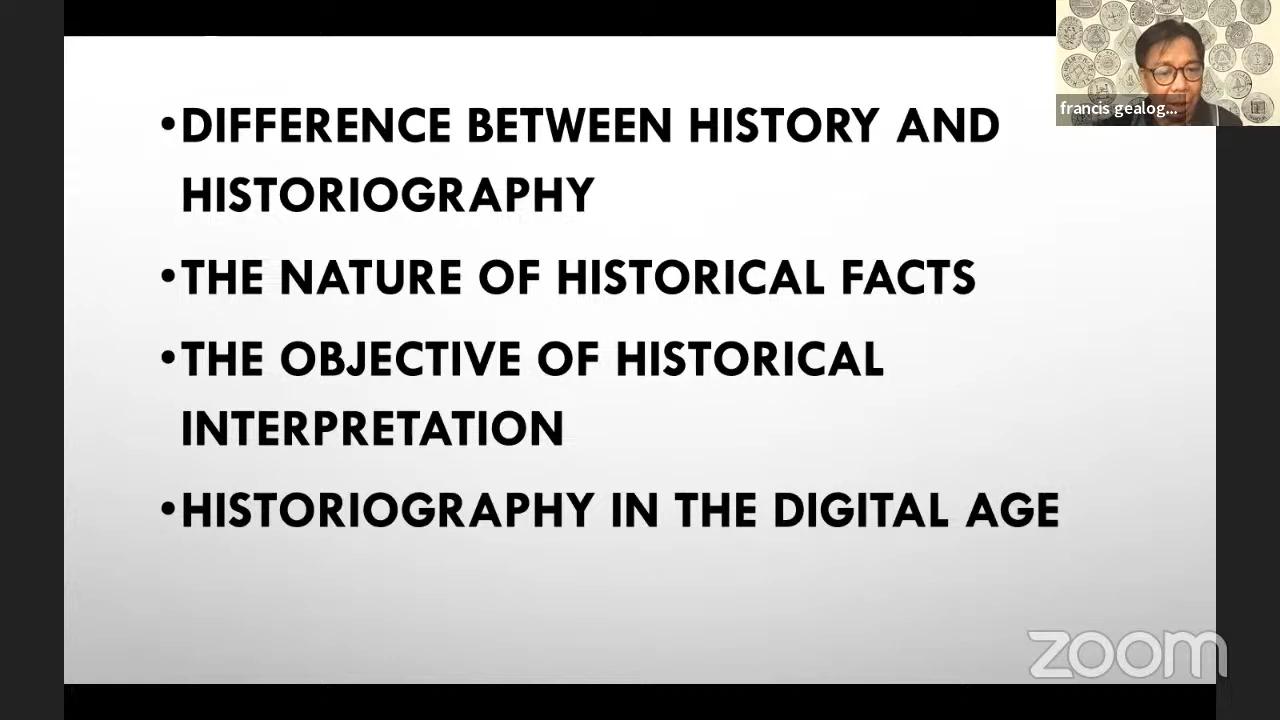 •DIFFERENCE BETWEEN HISTORY AND
HISTORIOGRAPHY
•THE NATURE OF HISTORICAL FACTS
•THE OBJECTIVE OF HISTORICAL
INTERPRETATION
•HISTORIOGRAPHY IN THE DIGITAL AGE
francis gealog...
zoom